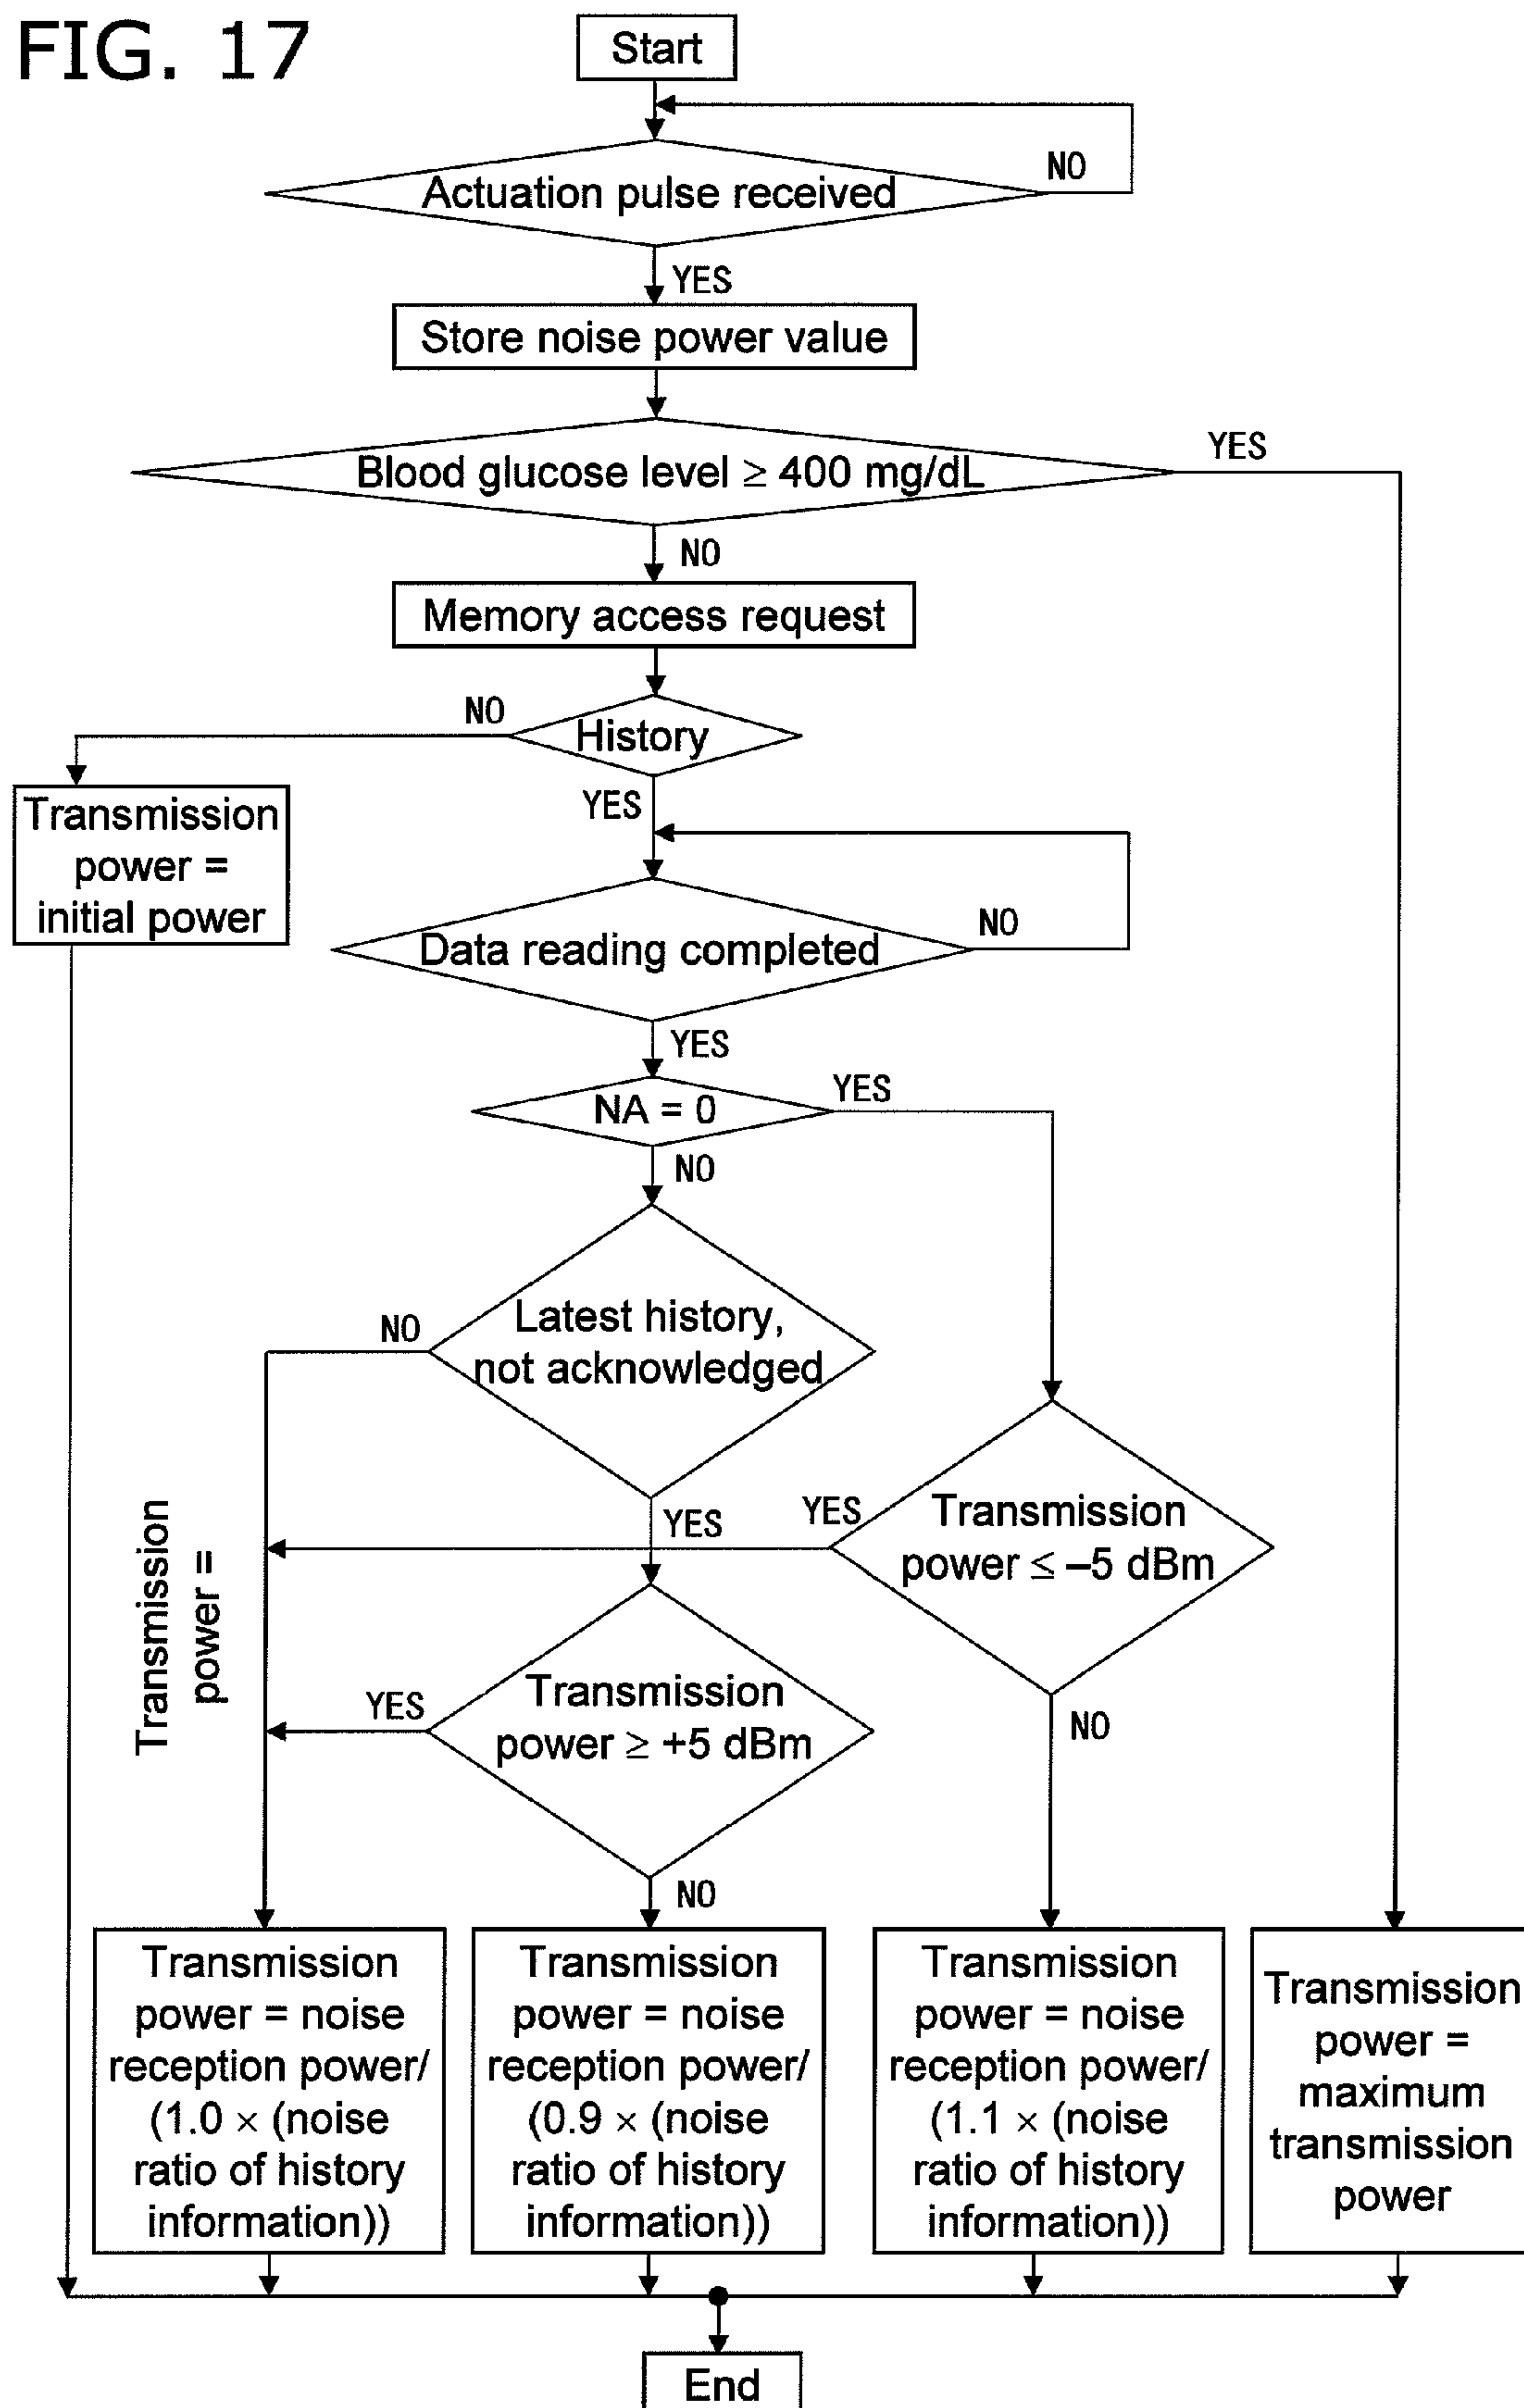 FIG. 17
Start
Actuation pulse received
NO
YES
Store noise power value
Blood glucose level ≥ 400 mg/dL
YES
NO
Memory access request
History
NO
YES
Transmission
power =
initial power
Data reading completed
NO
YES
NA = 0
YES
NO
Latest history,
not acknowledged
NO
YES
Transmission
power ≤ –5 dBm
YES
NO
Transmission
power =
Transmission
power ≥ +5 dBm
YES
NO
Transmission
power = noise
reception power/
(1.0 × (noise
ratio of history
information))
Transmission
power = noise
reception power/
(0.9 × (noise
ratio of history
information))
Transmission
power = noise
reception power/
(1.1 × (noise
ratio of history
information))
Transmission
power =
maximum
transmission
power
End